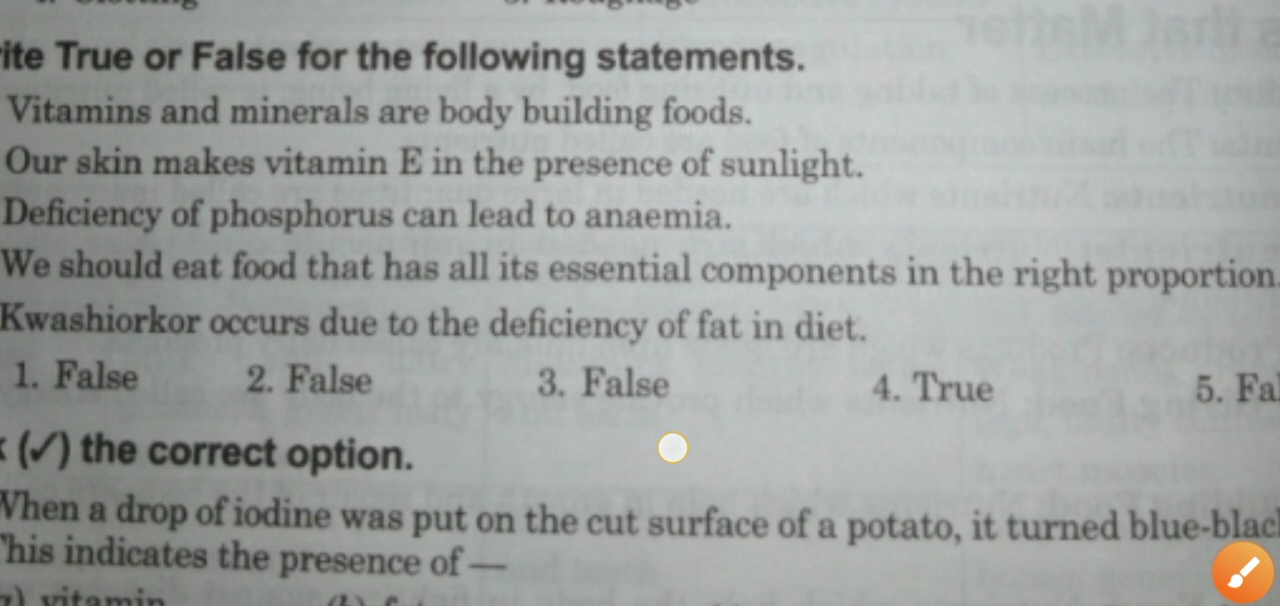 ite True or False for the following statements.
Vitamins and minerals are body building foods.
Our skin makes vitamin E in the presence of sunlight.
Deficiency of phosphorus can lead to anaemia.
We should eat food that has all its essential components in the right proportion.
Kwashiorkor occurs due to the deficiency of fat in diet.
1. False 2. False 3. False 4. True 5. Fal
(✓) the correct option.
When a drop of iodine was put on the cut surface of a potato, it turned blue-black
This indicates the presence of —
vitamin (b)